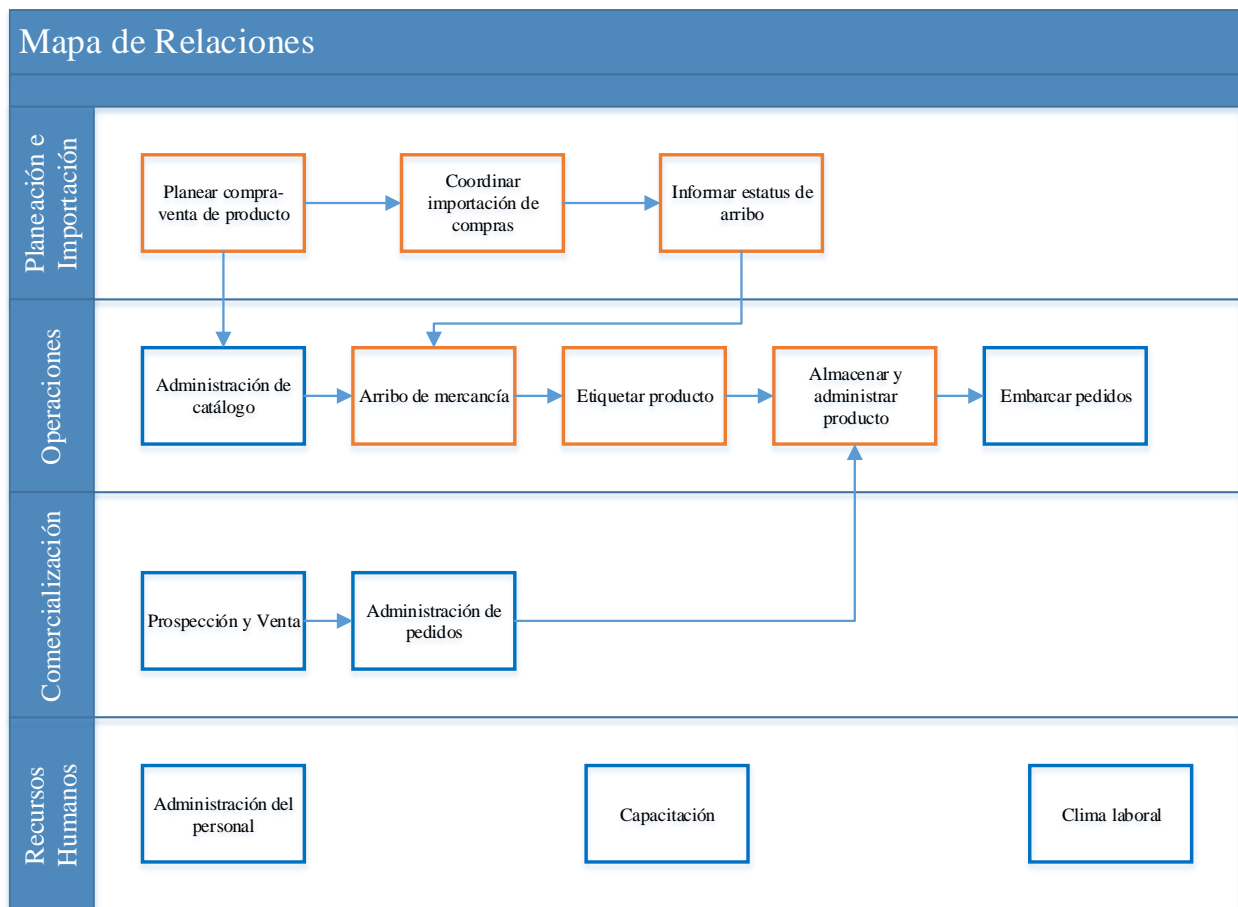 Mapa de Relaciones
Planeación e
Importación
Planear compra-
venta de producto
Coordinar
importación de
compras
Informar estatus de
arribo
Operaciones
Administración de
catálogo
Arribo de mercancía
Etiquetar producto
Almacenar y
administrar
producto
Embarcar pedidos
Comercialización
Prospección y Venta
Administración de
pedidos
Recursos
Humanos
Administración del
personal
Capacitación
Clima laboral